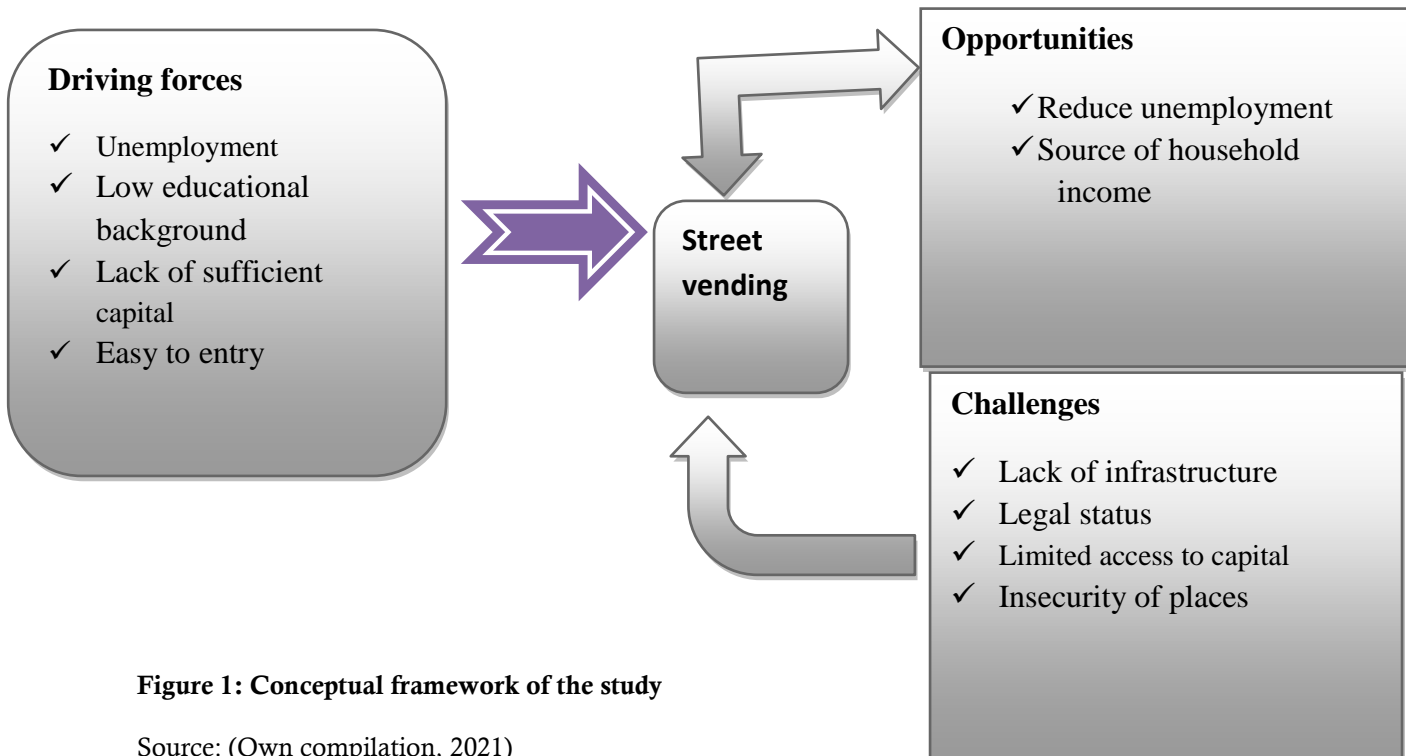 Driving forces
✓ Unemployment
✓ Low educational
background
✓ Lack of sufficient
capital
✓ Easy to entry
Street
vending
Opportunities
✓Reduce unemployment
✓Source of household
income
Challenges
✓ Lack of infrastructure
✓ Legal status
✓ Limited access to capital
✓ Insecurity of places
Figure 1: Conceptual framework of the study
Source: (Own compilation, 2021)